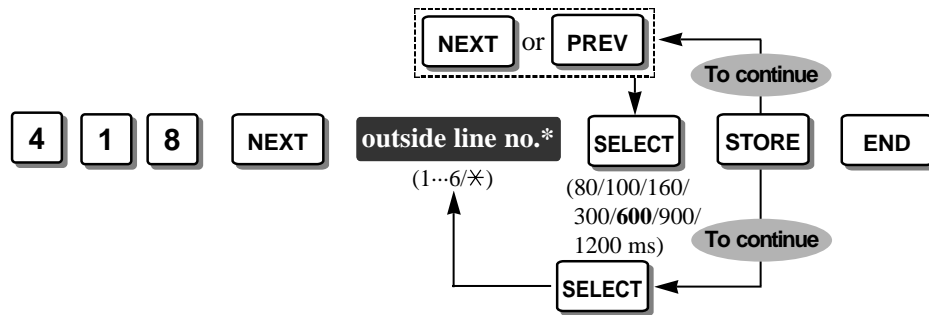 NEXT or PREV
To continue
4 1 8 NEXT outside line no.* SELECT STORE END
(1···6/✳)
(80/100/160/
300/600/900/
1200 ms)
To continue
SELECT